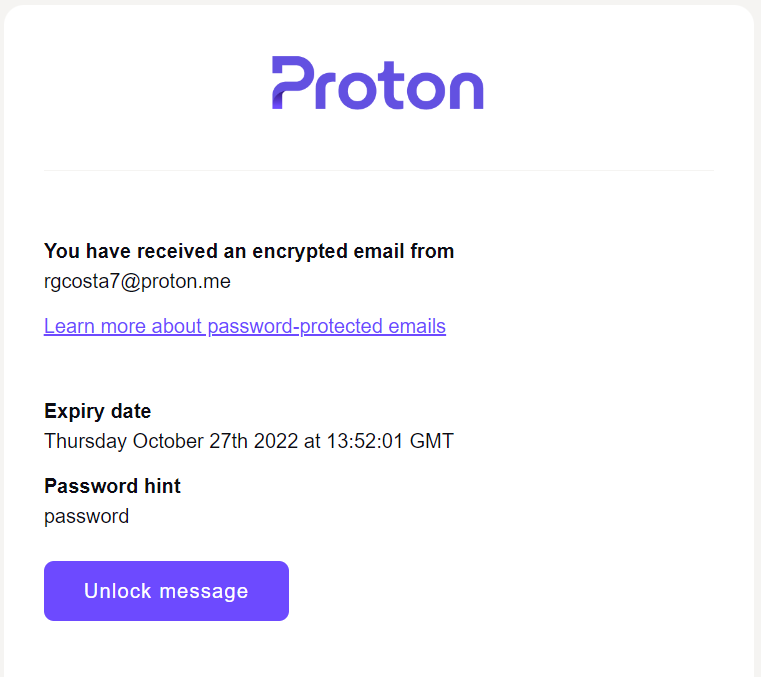 Proton
You have received an encrypted email from
rgcosta7@proton.me
Learn more about password-protected emails
Expiry date
Thursday October 27th 2022 at 13:52:01 GMT
Password hint
password
Unlock message